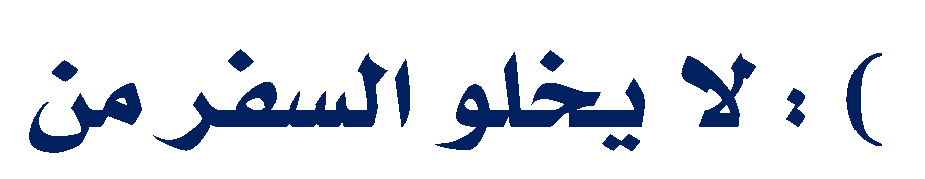 ) : لا يخلو السفر من